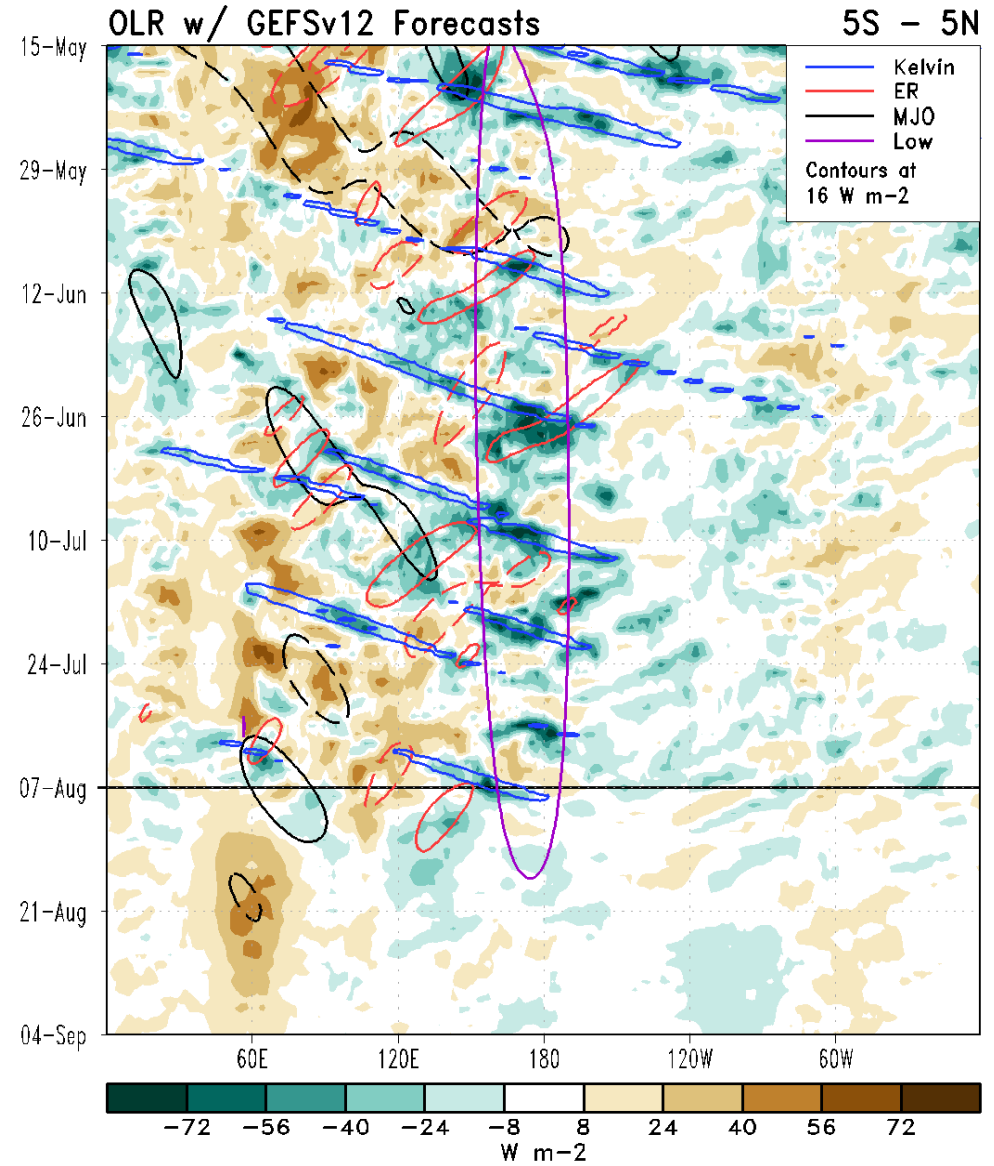 OLR w/ GEFSv12 Forecasts 5S - 5N
15-May
29-May
12-Jun
26-Jun
10-Jul
24-Jul
07-Aug
21-Aug
04-Sep
Kelvin
ER
MJO
Low
Contours at
16 W m-2
60E 120E 180 120W 60W
-72 -56 -40 -24 -8 8 24 40 56 72
W m-2